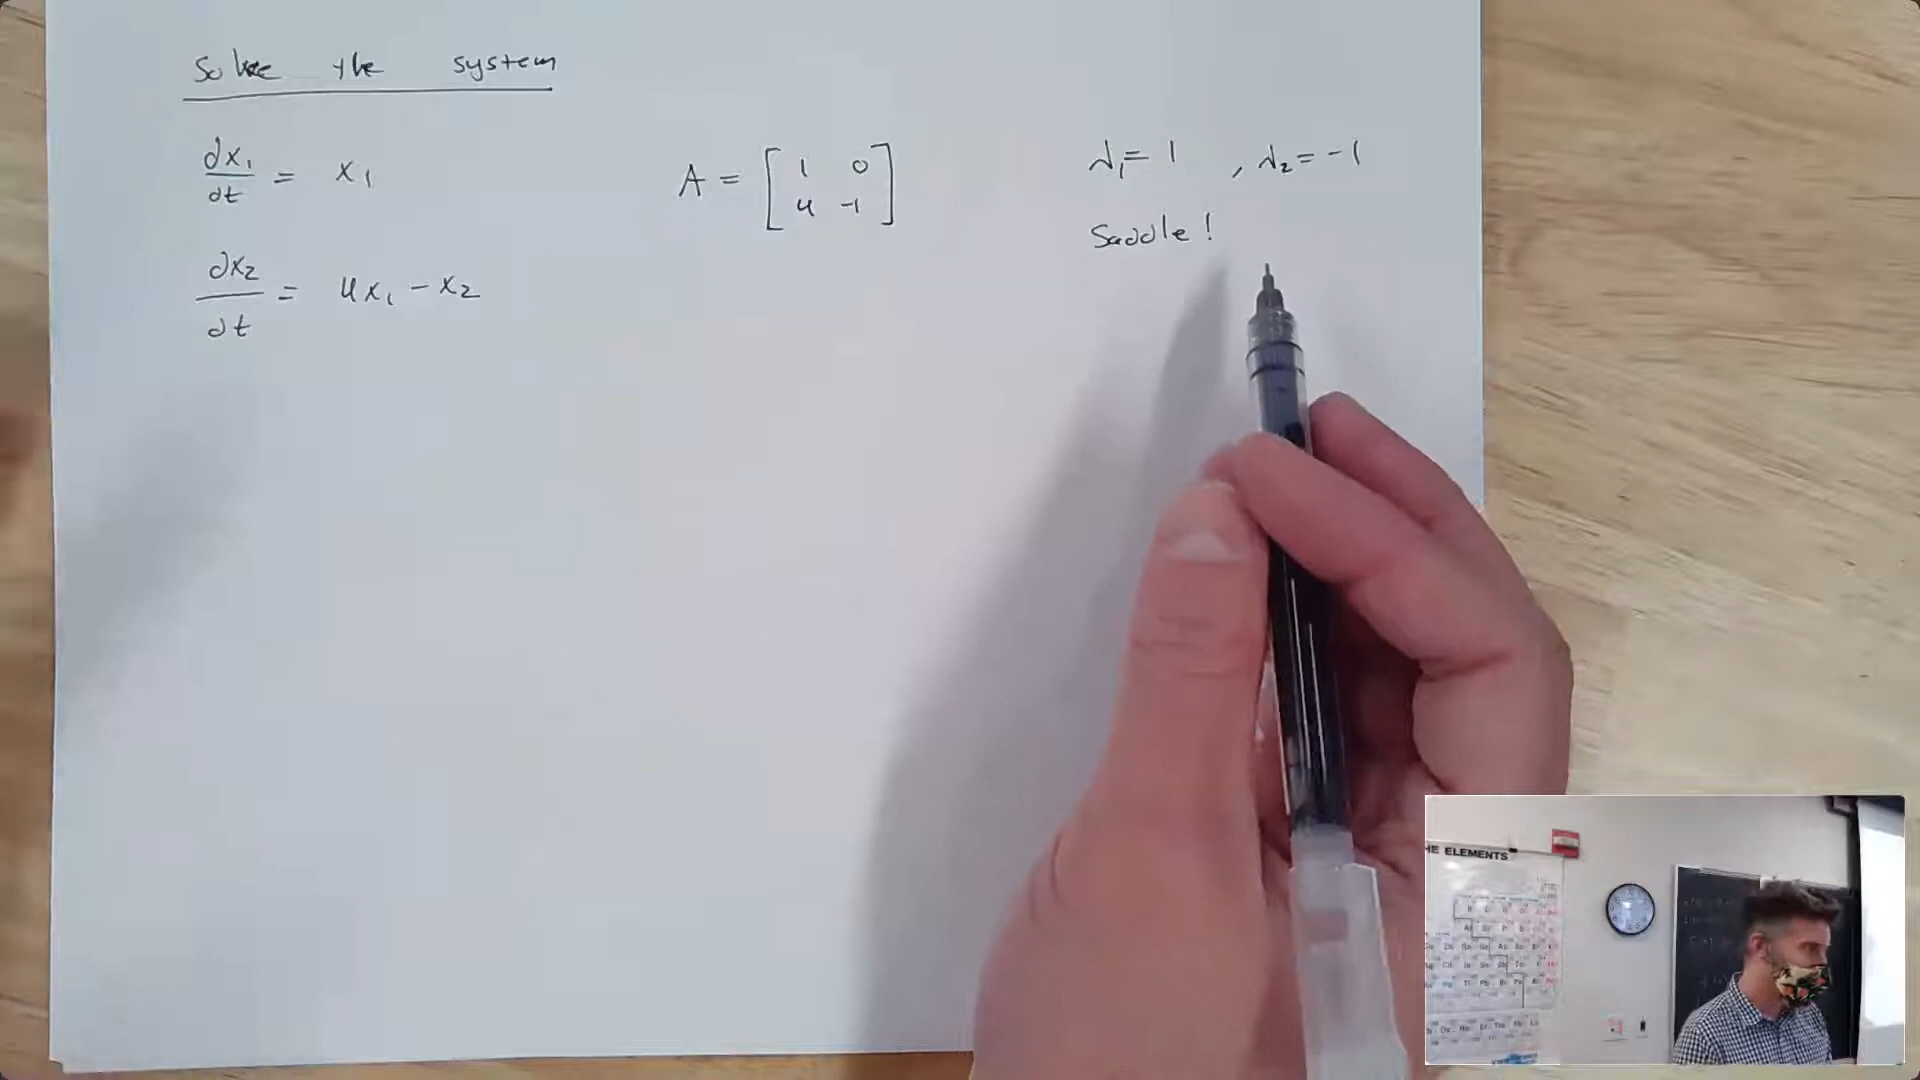 Solve the system
dx₁/dt = x₁
dx₂/dt = 4x₁ - x₂
A = [1 0
4 -1]
λ₁ = 1 , λ₂ = -1
Saddle!
HE ELEMENTS